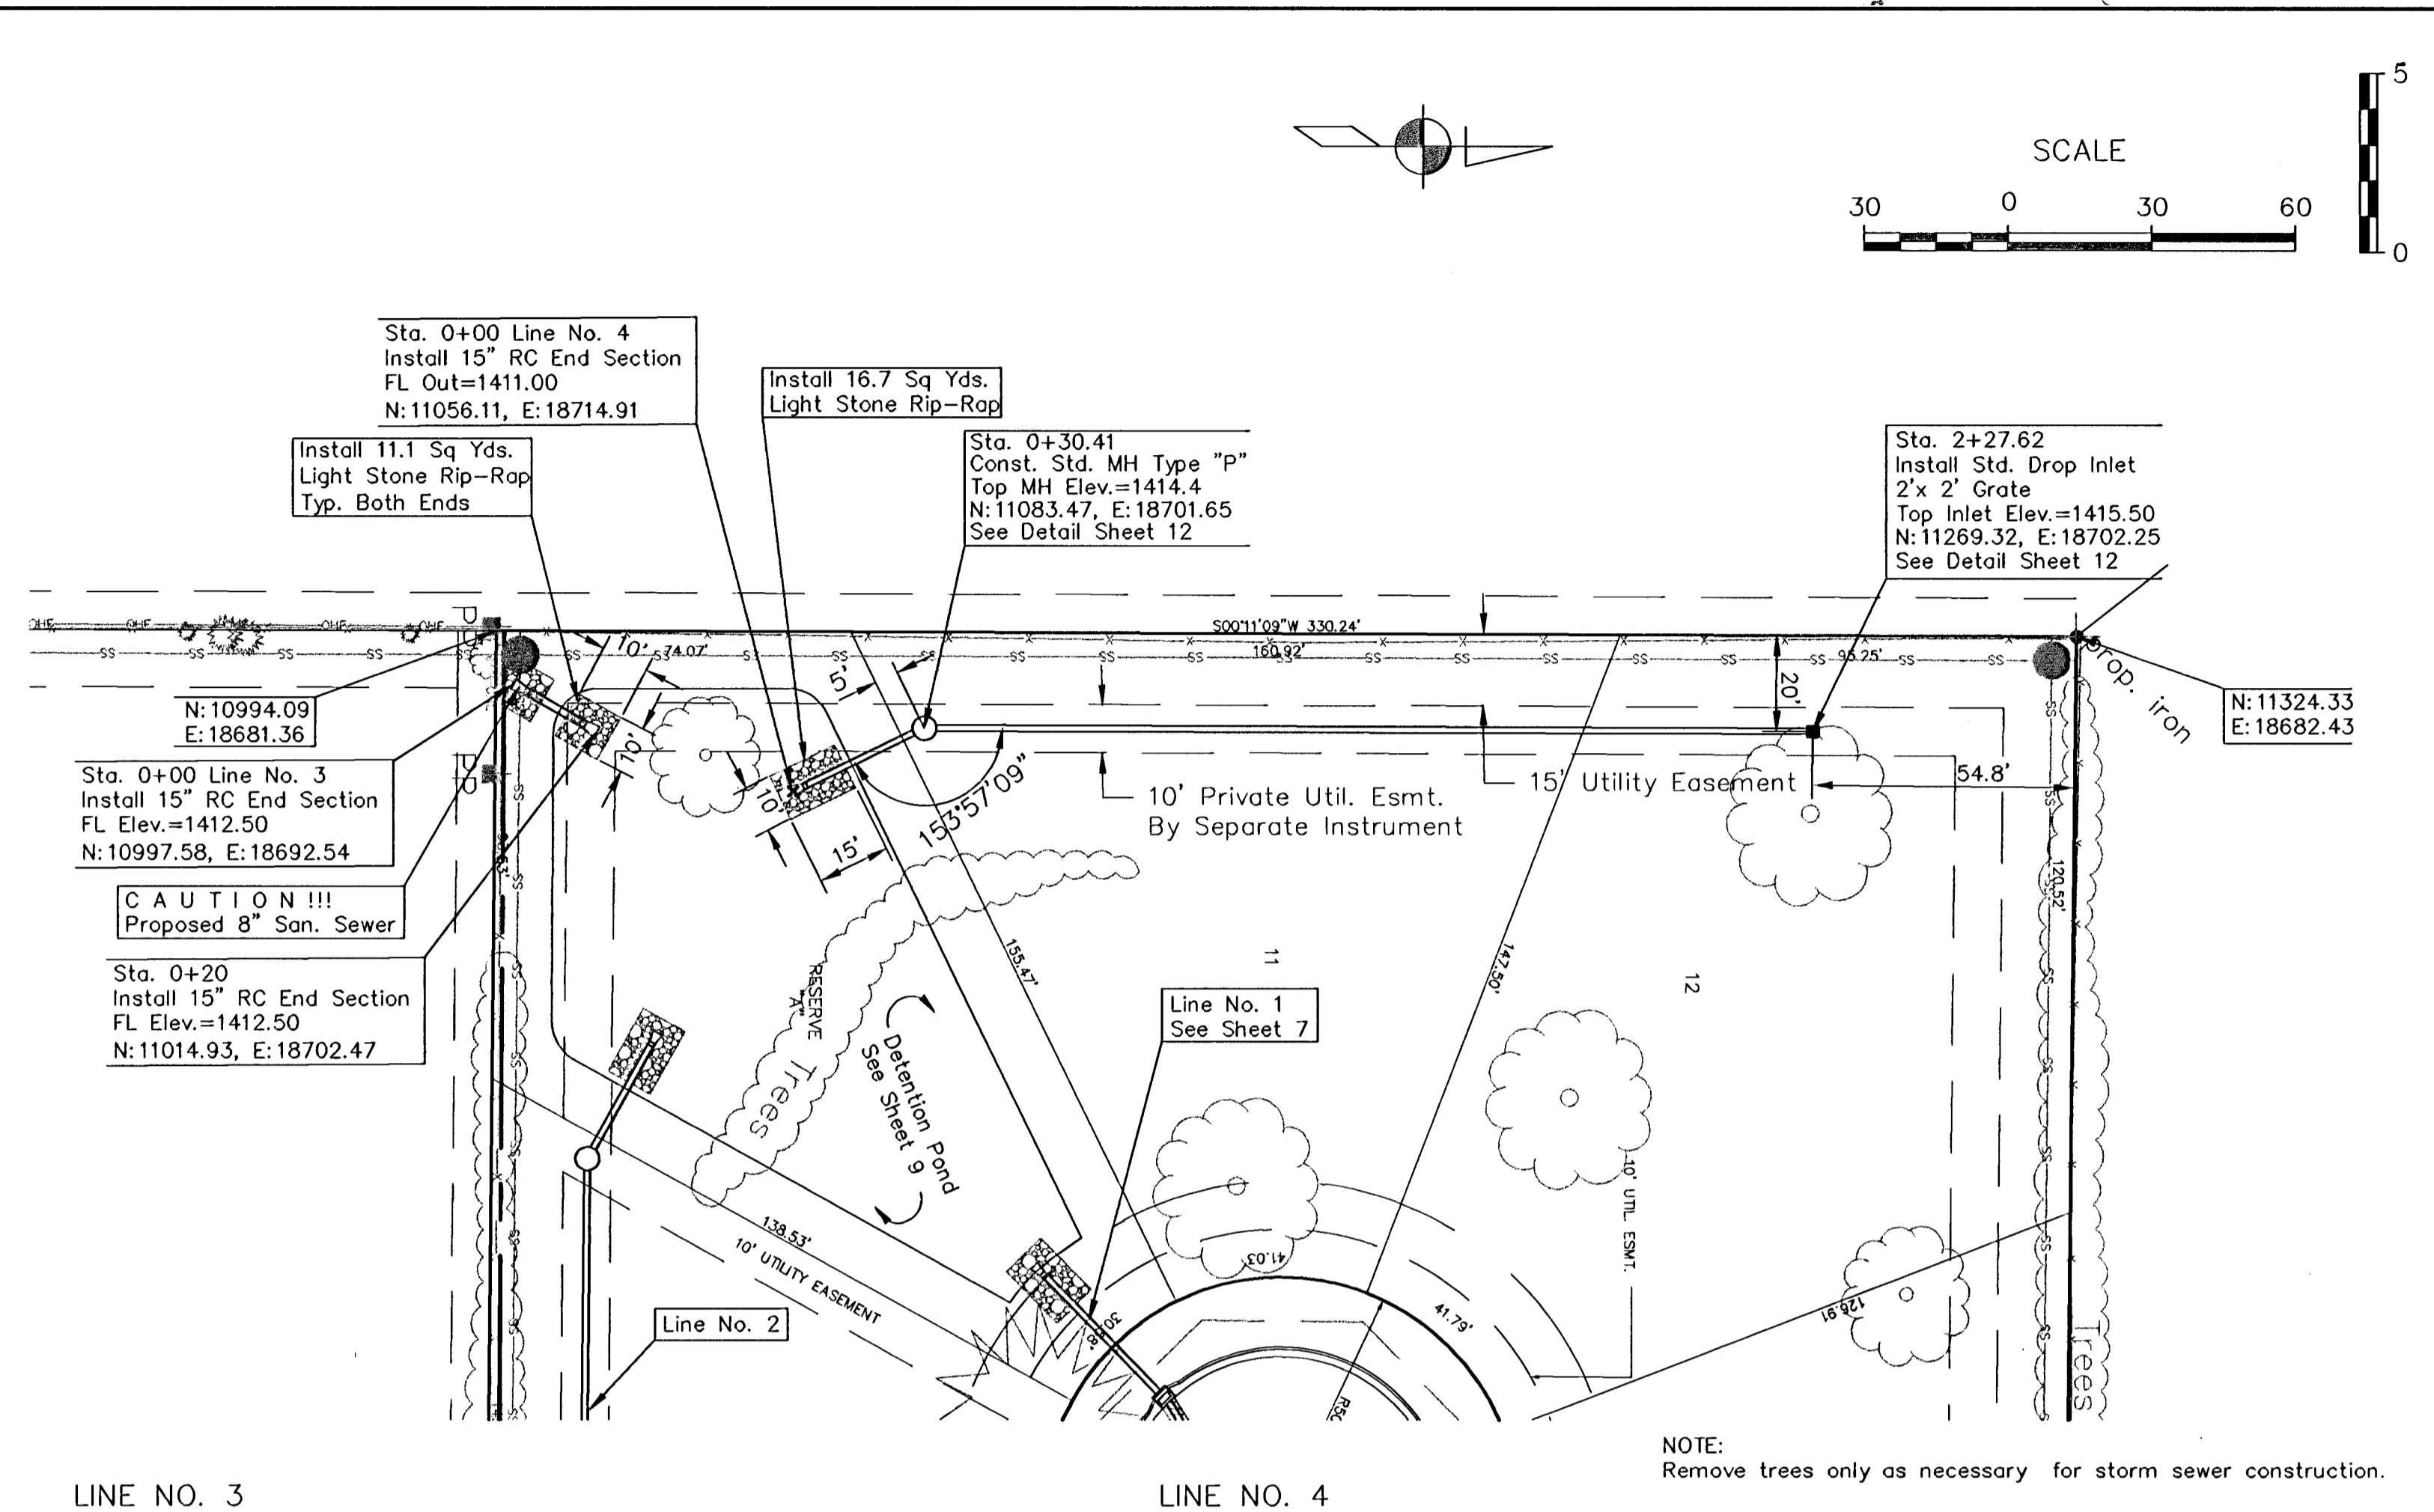 SCALE
30 0 30 60
5
0
Sta. 0+00 Line No. 4
Install 15" RC End Section
FL Out=1411.00
N:11056.11, E:18714.91
Install 16.7 Sq Yds.
Light Stone Rip-Rap
Install 11.1 Sq Yds.
Light Stone Rip-Rap
Typ. Both Ends
Sta. 0+30.41
Const. Std. MH Type "P"
Top MH Elev.=1414.4
N:11083.47, E:18701.65
See Detail Sheet 12
Sta. 2+27.62
Install Std. Drop Inlet
2'x 2' Grate
Top Inlet Elev.=1415.50
N:11269.32, E:18702.25
See Detail Sheet 12
S00°11'09"W 330.24'
OHE OHE OHE OHE
PP
PP
10'
74.07'
160.92'
95.25'
5'
20'
10'
10'
15'
153°57'09"
54.8'
Prop. iron
N:11324.33
E:18682.43
N:10994.09
E:18681.36
Sta. 0+00 Line No. 3
Install 15" RC End Section
FL Elev.=1412.50
N:10997.58, E:18692.54
C A U T I O N !!!
Proposed 8" San. Sewer
Sta. 0+20
Install 15" RC End Section
FL Elev.=1412.50
N:11014.93, E:18702.47
10' Private Util. Esmt.
By Separate Instrument
15' Utility Easement
120.52'
155.47'
147.50'
11
12
RESERVE
"A"
Trees
Detention Pond
See Sheet 9
Line No. 1
See Sheet 7
10' UTIL. ESMT.
138.53'
10' UTILITY EASEMENT
41.03'
41.79'
126.91'
Trees
Line No. 2
NOTE:
Remove trees only as necessary for storm sewer construction.
LINE NO. 3
LINE NO. 4